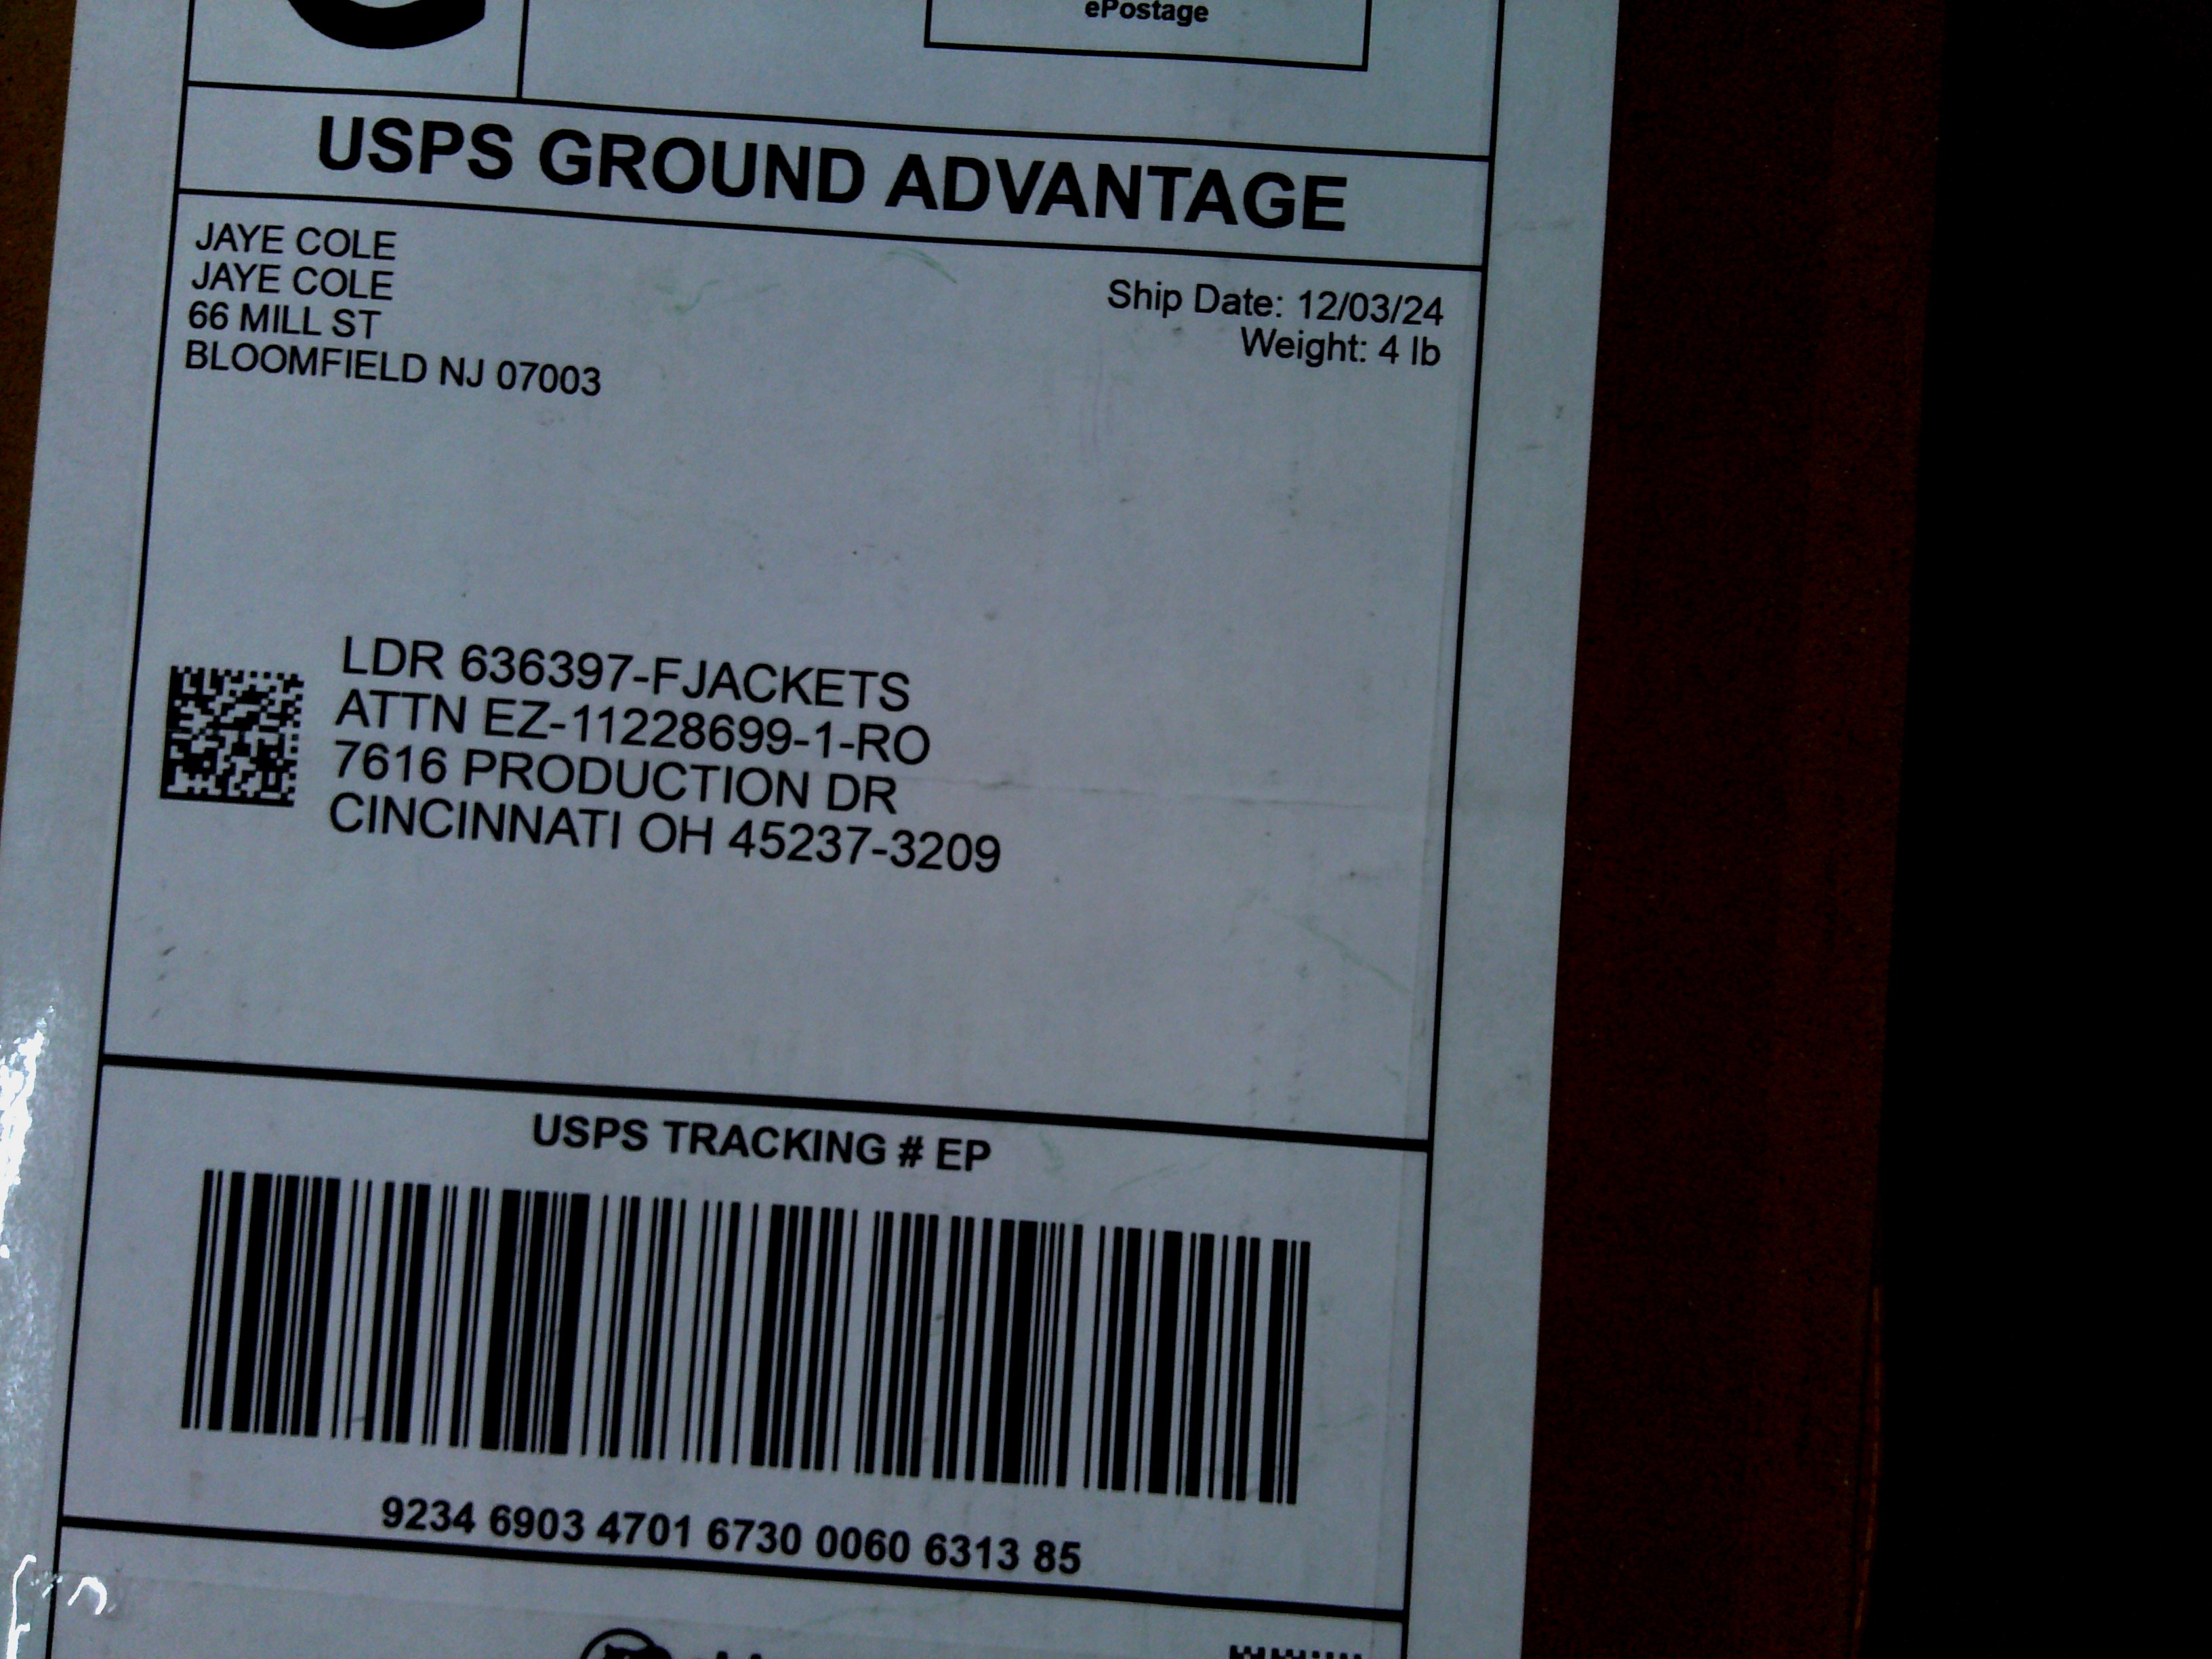 ePostage
USPS GROUND ADVANTAGE
JAYE COLE
JAYE COLE
66 MILL ST
BLOOMFIELD NJ 07003
Ship Date: 12/03/24
Weight: 4 lb
LDR 636397-FJACKETS
ATTN EZ-11228699-1-RO
7616 PRODUCTION DR
CINCINNATI OH 45237-3209
USPS TRACKING # EP
9234 6903 4701 6730 0060 6313 85